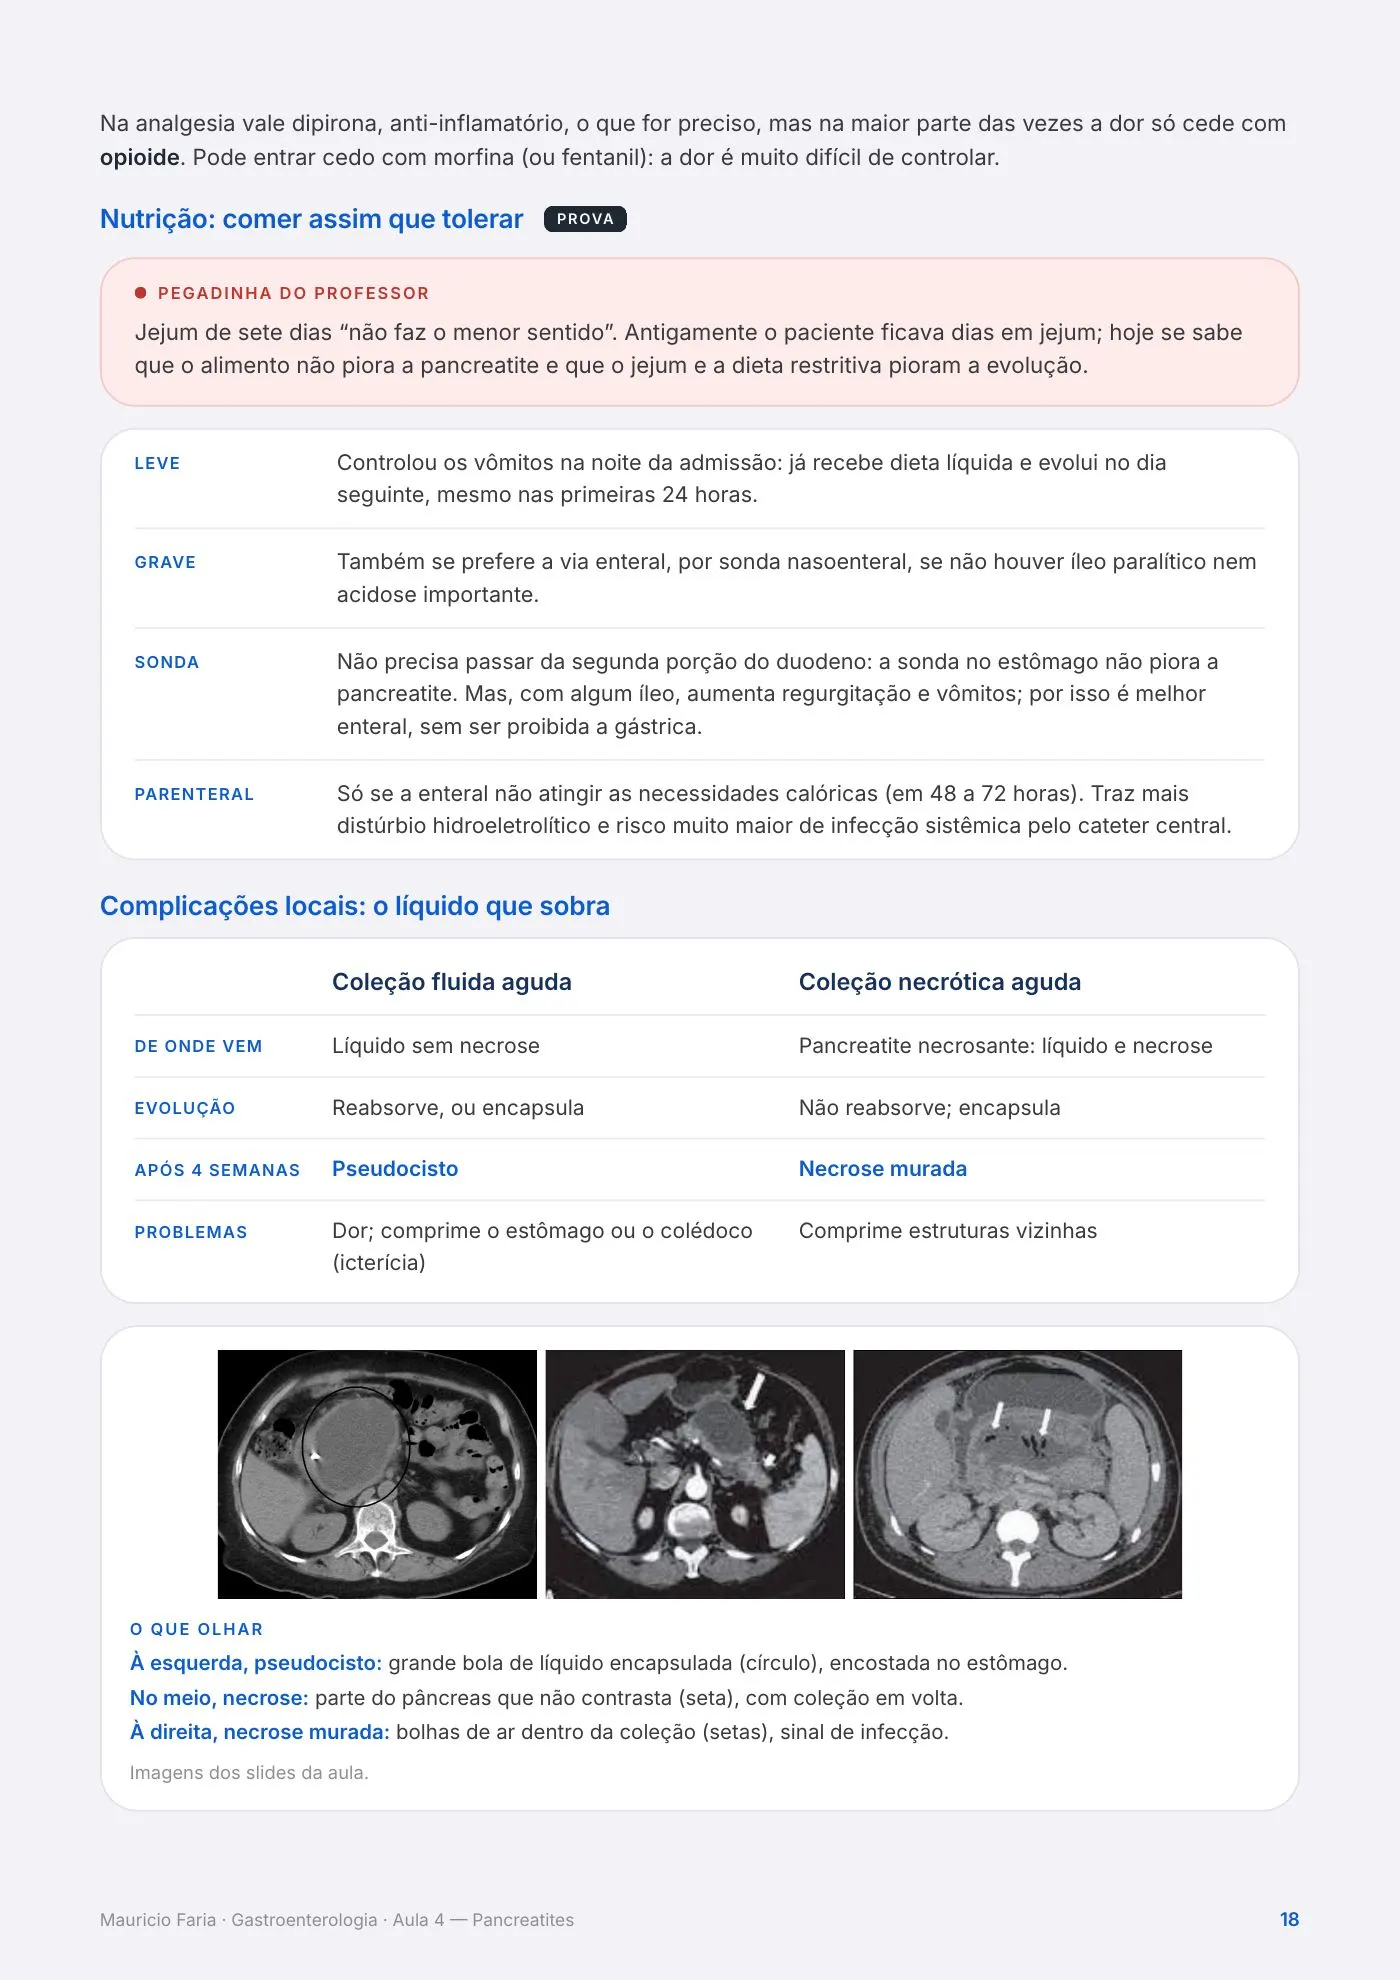 Na analgesia vale dipirona, anti-inflamatório, o que for preciso, mas na maior parte das vezes a dor só cede com
opioide. Pode entrar cedo com morfina (ou fentanil): a dor é muito difícil de controlar.
Nutrição: comer assim que tolerar PROVA
PEGADINHA DO PROFESSOR
Jejum de sete dias “não faz o menor sentido”. Antigamente o paciente ficava dias em jejum; hoje se sabe
que o alimento não piora a pancreatite e que o jejum e a dieta restritiva pioram a evolução.
LEVE Controlou os vômitos na noite da admissão: já recebe dieta líquida e evolui no dia
seguinte, mesmo nas primeiras 24 horas.
GRAVE Também se prefere a via enteral, por sonda nasoenteral, se não houver íleo paralítico nem
acidose importante.
SONDA Não precisa passar da segunda porção do duodeno: a sonda no estômago não piora a
pancreatite. Mas, com algum íleo, aumenta regurgitação e vômitos; por isso é melhor
enteral, sem ser proibida a gástrica.
PARENTERAL Só se a enteral não atingir as necessidades calóricas (em 48 a 72 horas). Traz mais
distúrbio hidroeletrolítico e risco muito maior de infecção sistêmica pelo cateter central.
Complicações locais: o líquido que sobra
Coleção fluida aguda Coleção necrótica aguda
DE ONDE VEM Líquido sem necrose Pancreatite necrosante: líquido e necrose
EVOLUÇÃO Reabsorve, ou encapsula Não reabsorve; encapsula
APÓS 4 SEMANAS Pseudocisto Necrose murada
PROBLEMAS Dor; comprime o estômago ou o colédoco Comprime estruturas vizinhas
(icterícia)
O QUE OLHAR
À esquerda, pseudocisto: grande bola de líquido encapsulada (círculo), encostada no estômago.
No meio, necrose: parte do pâncreas que não contrasta (seta), com coleção em volta.
À direita, necrose murada: bolhas de ar dentro da coleção (setas), sinal de infecção.
Imagens dos slides da aula.
Mauricio Faria · Gastroenterologia · Aula 4 — Pancreatites 18